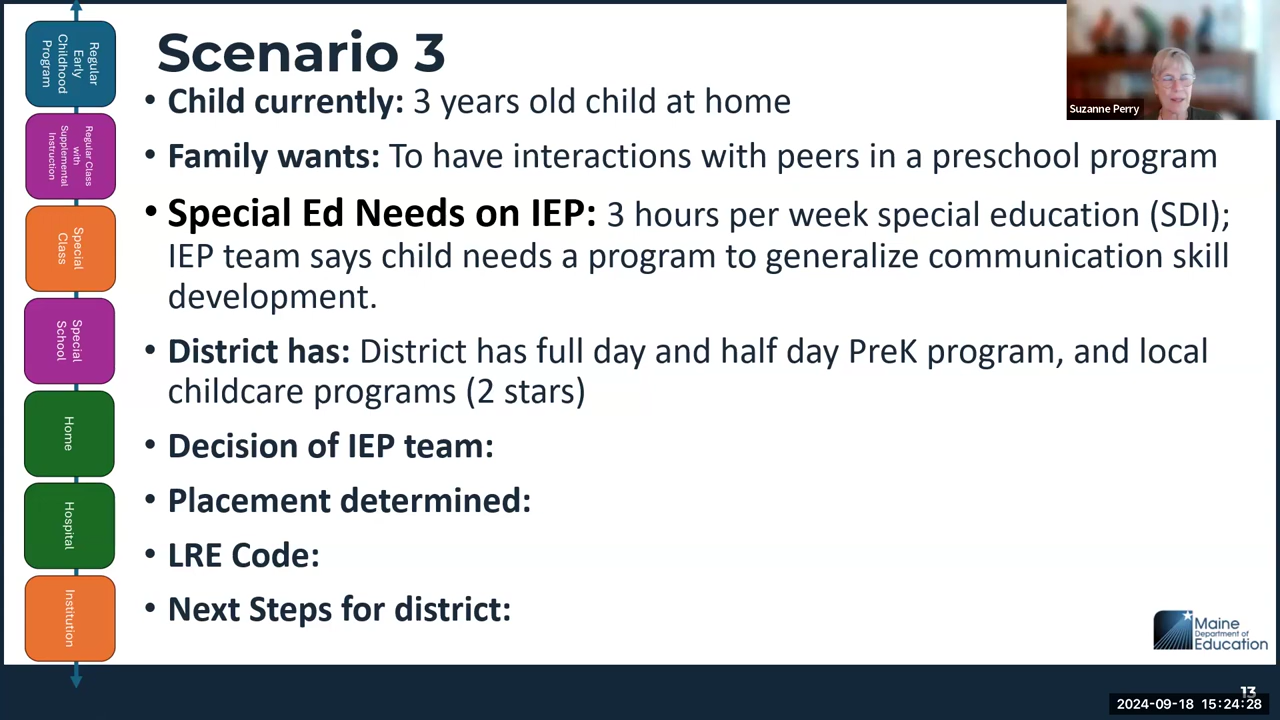 Regular
Early
Childhood
Program
Regular Class
with
Supplemental
Instruction
Special
Class
Special
School
Home
Hospital
Institution
Scenario 3
• Child currently: 3 years old child at home
• Family wants: To have interactions with peers in a preschool program
• Special Ed Needs on IEP: 3 hours per week special education (SDI);
IEP team says child needs a program to generalize communication skill
development.
• District has: District has full day and half day PreK program, and local
childcare programs (2 stars)
• Decision of IEP team:
• Placement determined:
• LRE Code:
• Next Steps for district:
Suzanne Perry
Maine
Department of
Education
13
2024-09-18 15:24:28